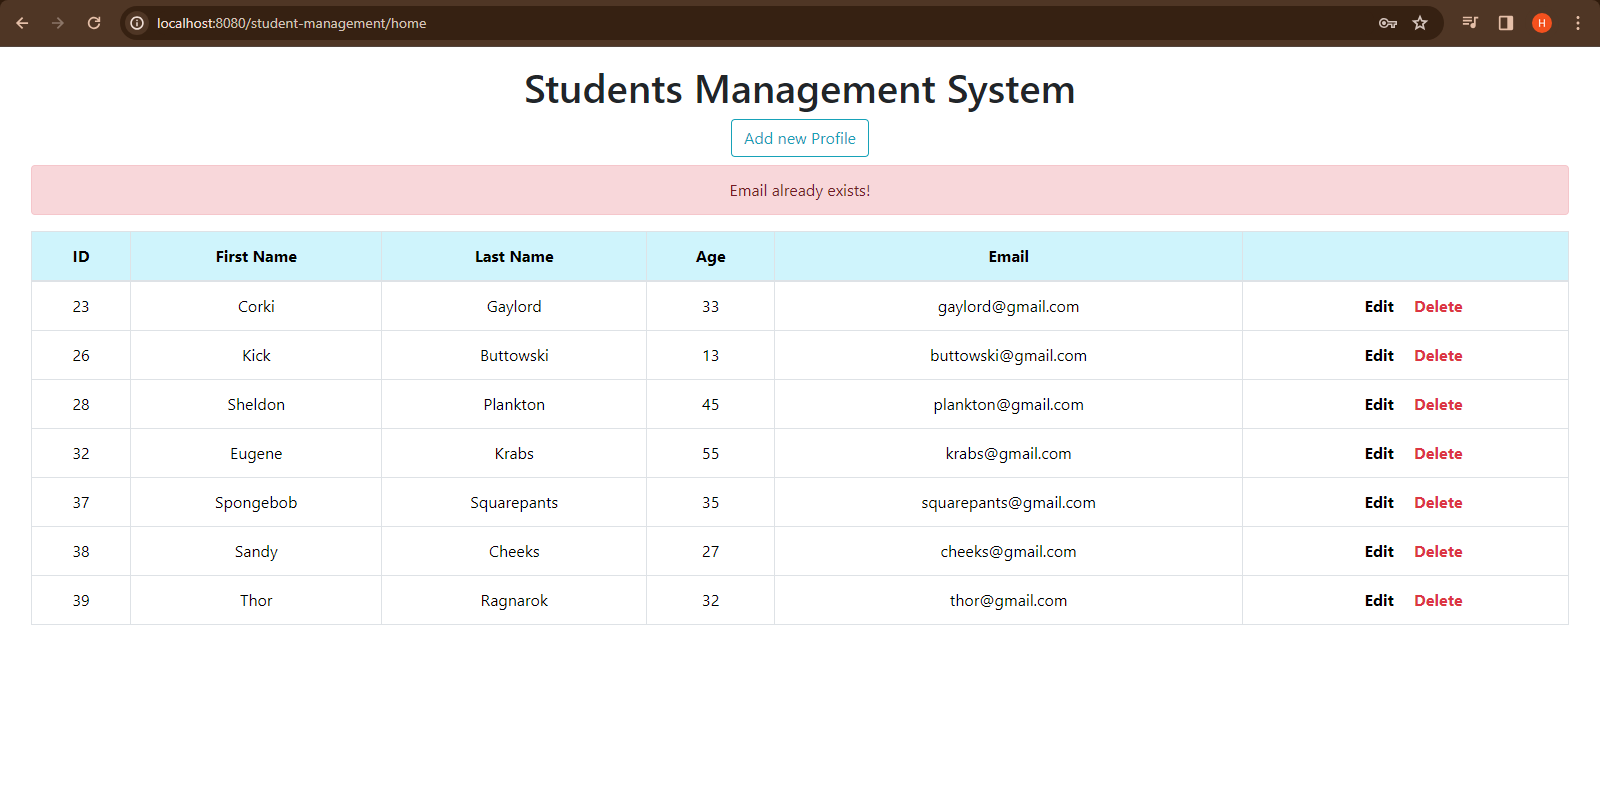 localhost:8080/student-management/home
H
Students Management System
Add new Profile
Email already exists!
ID First Name Last Name Age Email
23 Corki Gaylord 33 gaylord@gmail.com Edit Delete
26 Kick Buttowski 13 buttowski@gmail.com Edit Delete
28 Sheldon Plankton 45 plankton@gmail.com Edit Delete
32 Eugene Krabs 55 krabs@gmail.com Edit Delete
37 Spongebob Squarepants 35 squarepants@gmail.com Edit Delete
38 Sandy Cheeks 27 cheeks@gmail.com Edit Delete
39 Thor Ragnarok 32 thor@gmail.com Edit Delete